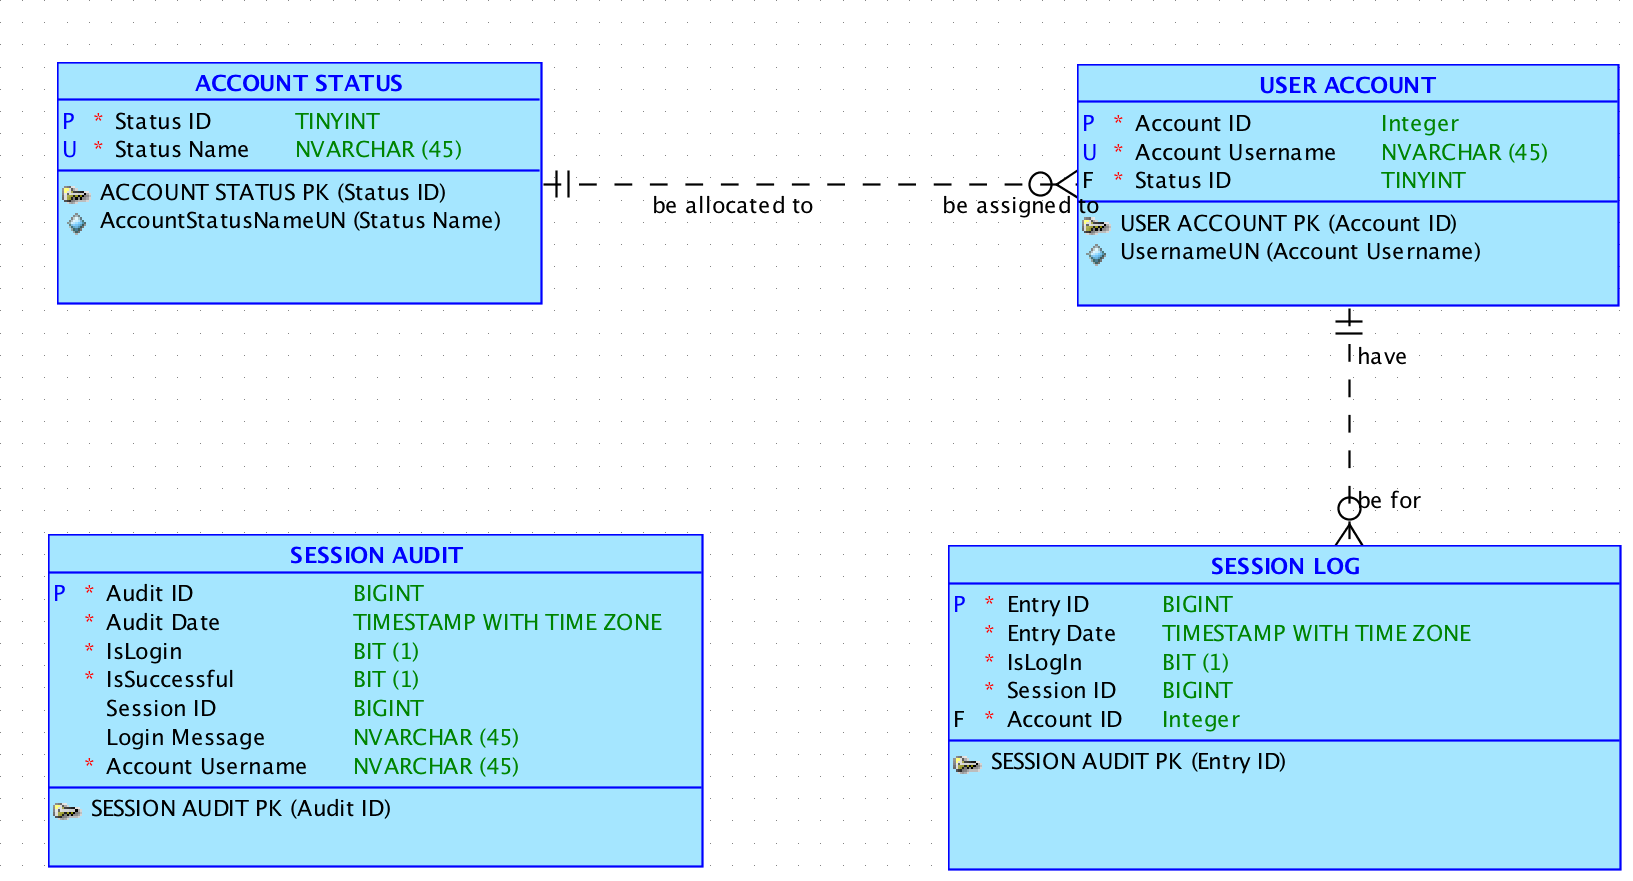 ACCOUNT STATUS
P * Status ID TINYINT
U * Status Name NVARCHAR (45)
ACCOUNT STATUS PK (Status ID)
AccountStatusNameUN (Status Name)
be allocated to
be assigned to
USER ACCOUNT
P * Account ID Integer
U * Account Username NVARCHAR (45)
F * Status ID TINYINT
USER ACCOUNT PK (Account ID)
UsernameUN (Account Username)
have
be for
SESSION AUDIT
P * Audit ID BIGINT
* Audit Date TIMESTAMP WITH TIME ZONE
* IsLogin BIT (1)
* IsSuccessful BIT (1)
Session ID BIGINT
Login Message NVARCHAR (45)
* Account Username NVARCHAR (45)
SESSION AUDIT PK (Audit ID)
SESSION LOG
P * Entry ID BIGINT
* Entry Date TIMESTAMP WITH TIME ZONE
* IsLogIn BIT (1)
* Session ID BIGINT
F * Account ID Integer
SESSION AUDIT PK (Entry ID)